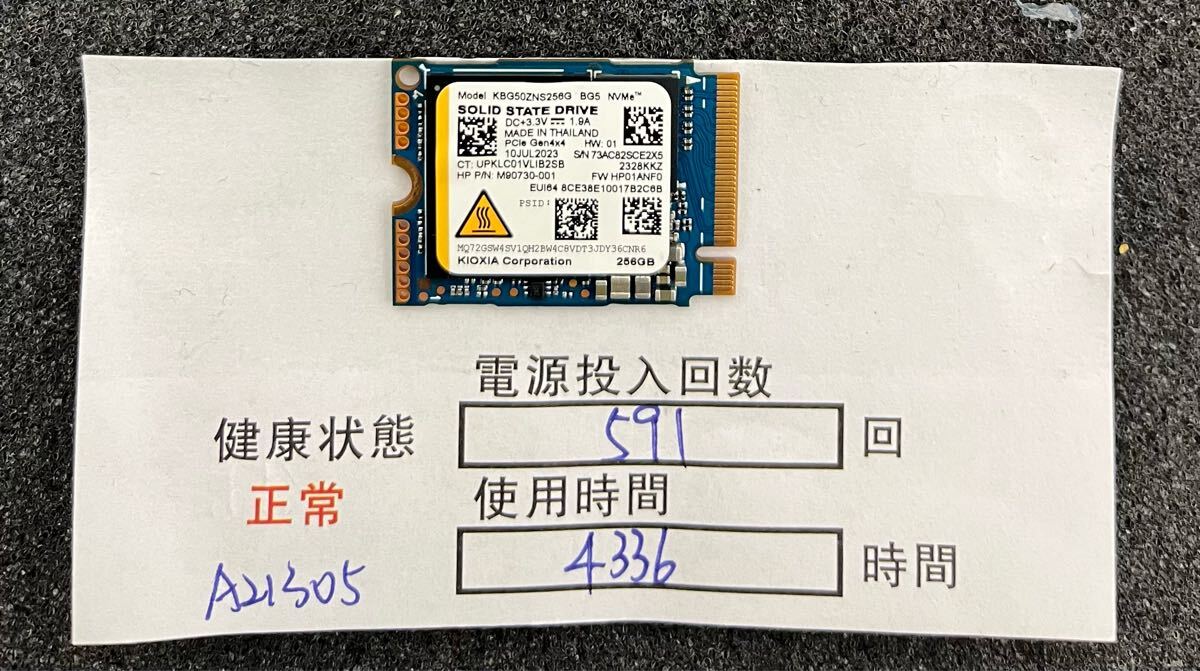 Model KBG50ZNS256G BG5 NVMe™
SOLID STATE DRIVE
DC+3.3V ⎓ 1.9A
MADE IN THAILAND
PCIe Gen4x4 HW: 01
10JUL2023 S/N 73AC82SCE2X5
CT: UPKLC01VLIB2SB 2328KKZ
HP P/N: M90730-001 FW HP01ANF0
EUI64 8CE38E10017B2C6B
PSID:
MQ72GSW4SV1QH2BW4C8VDT3JDY36CNR6
KIOXIA Corporation 256GB
電源投入回数
健康状態 591 回
正常 使用時間
A21305 4336 時間